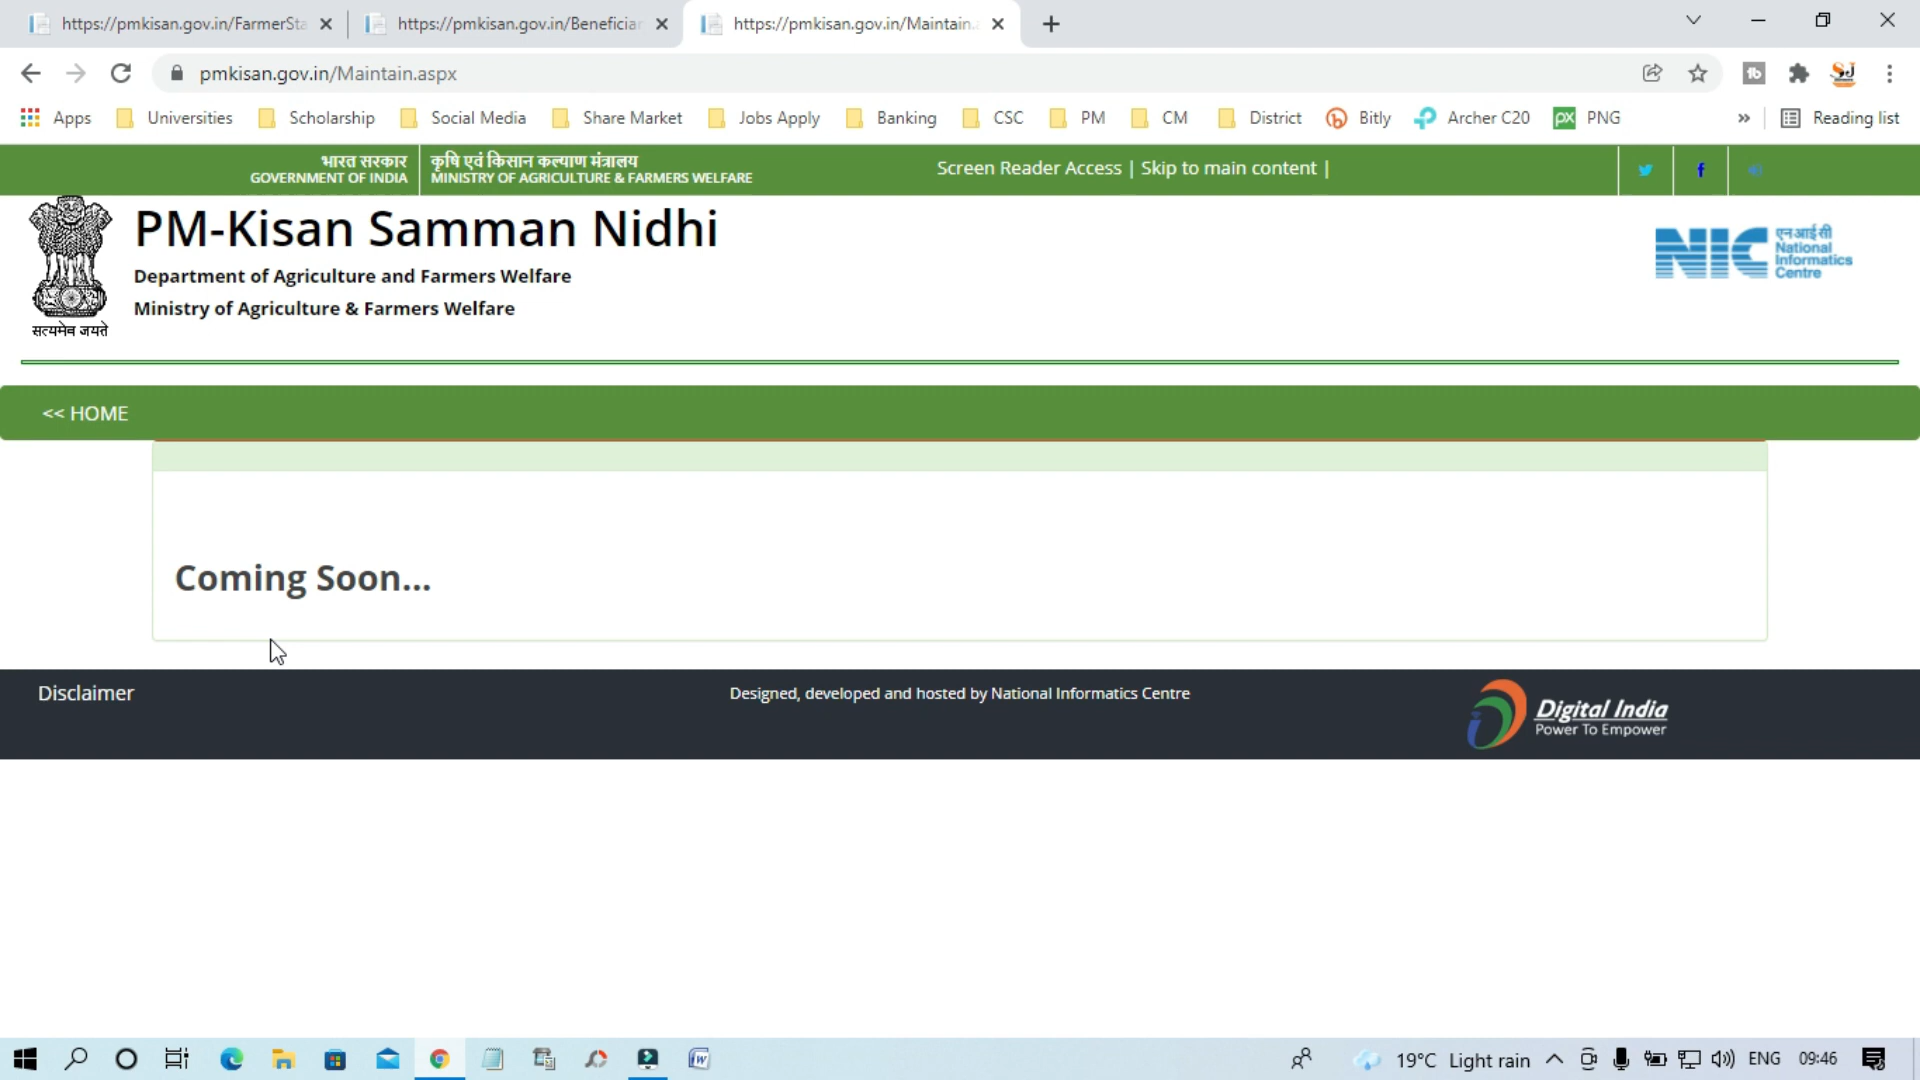 https://pmkisan.gov.in/FarmerSta
https://pmkisan.gov.in/Beneficiar
https://pmkisan.gov.in/Maintain.a
pmkisan.gov.in/Maintain.aspx
Apps
Universities
Scholarship
Social Media
Share Market
Jobs Apply
Banking
CSC
PM
CM
District
Bitly
Archer C20
PX PNG
»
Reading list
भारत सरकार
GOVERNMENT OF INDIA
कृषि एवं किसान कल्याण मंत्रालय
MINISTRY OF AGRICULTURE & FARMERS WELFARE
Screen Reader Access | Skip to main content |
PM-Kisan Samman Nidhi
Department of Agriculture and Farmers Welfare
Ministry of Agriculture & Farmers Welfare
सत्यमेव जयते
NIC
एन आई सी
National
Informatics
Centre
<< HOME
Coming Soon...
Disclaimer
Designed, developed and hosted by National Informatics Centre
Digital India
Power To Empower
19°C Light rain
ENG
09:46